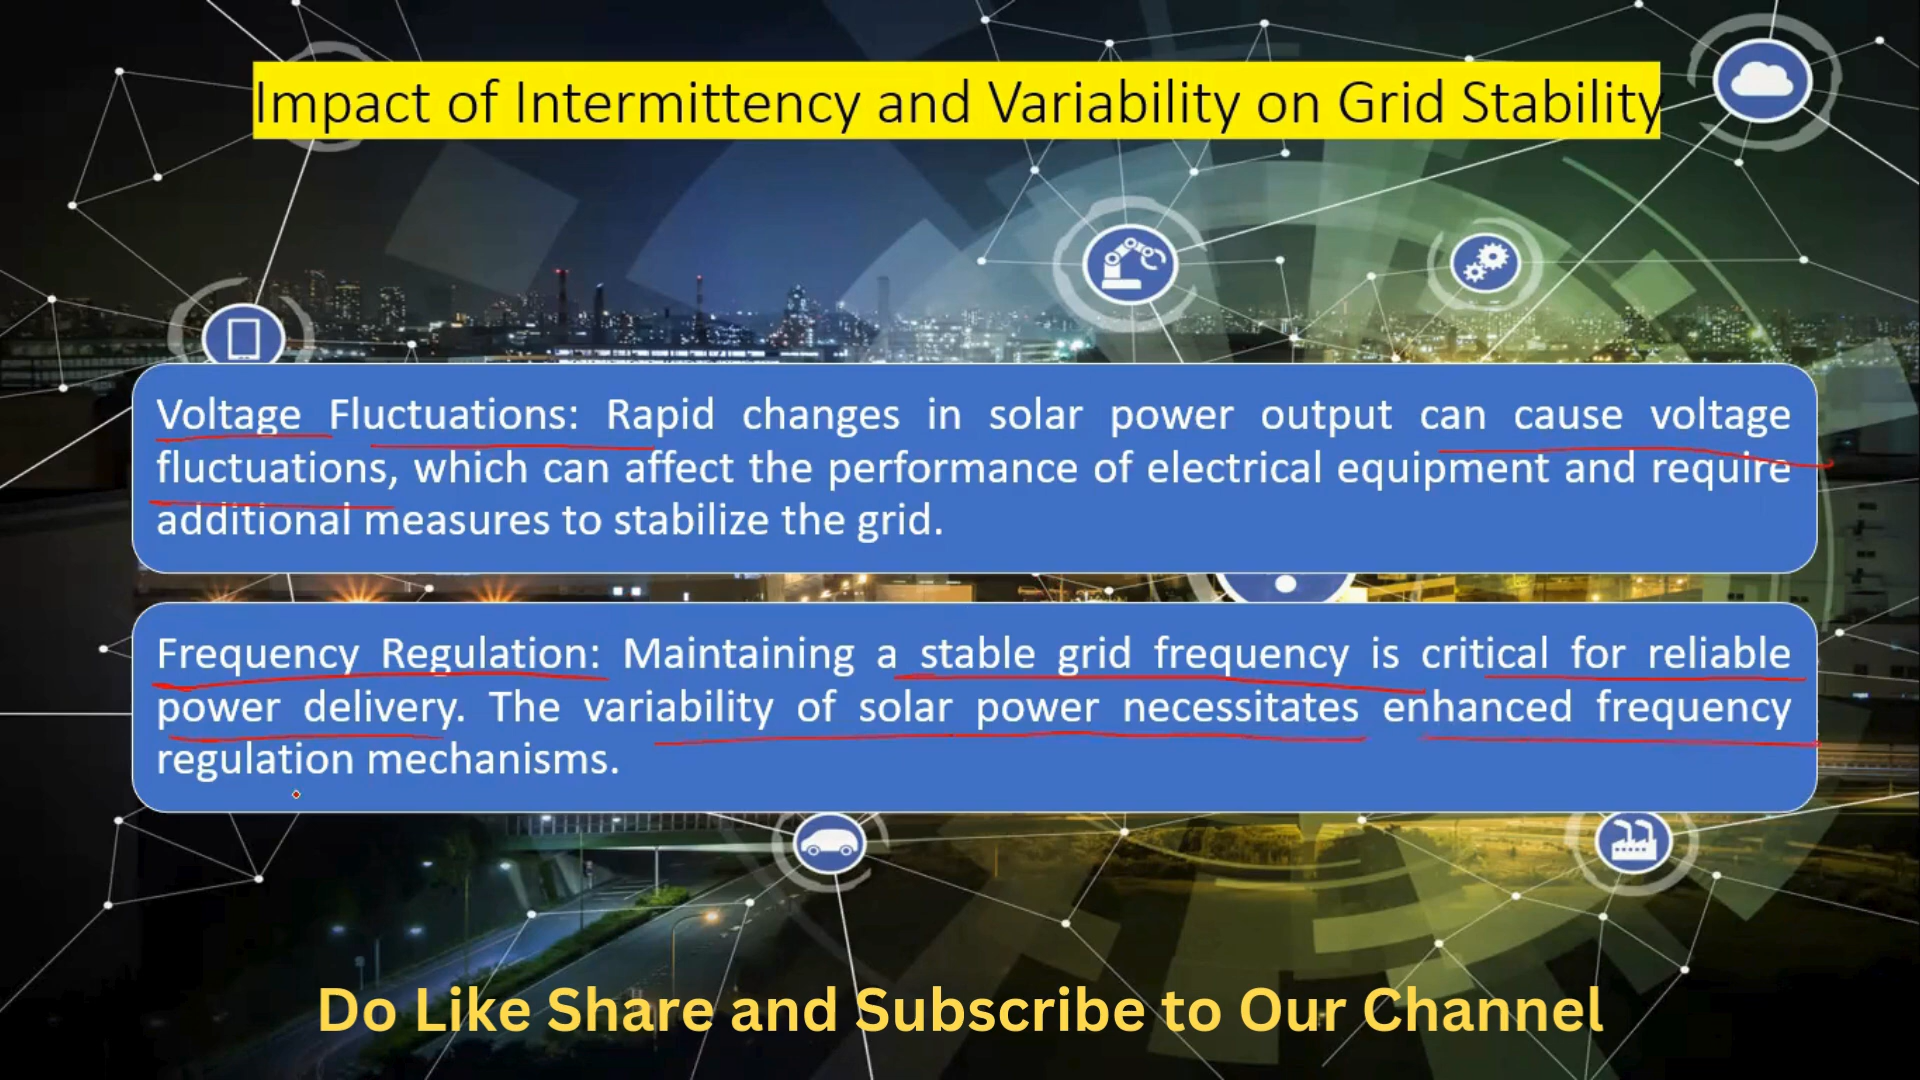 Impact of Intermittency and Variability on Grid Stability
Voltage Fluctuations: Rapid changes in solar power output can cause voltage
fluctuations, which can affect the performance of electrical equipment and require
additional measures to stabilize the grid.
Frequency Regulation: Maintaining a stable grid frequency is critical for reliable
power delivery. The variability of solar power necessitates enhanced frequency
regulation mechanisms.
Do Like Share and Subscribe to Our Channel